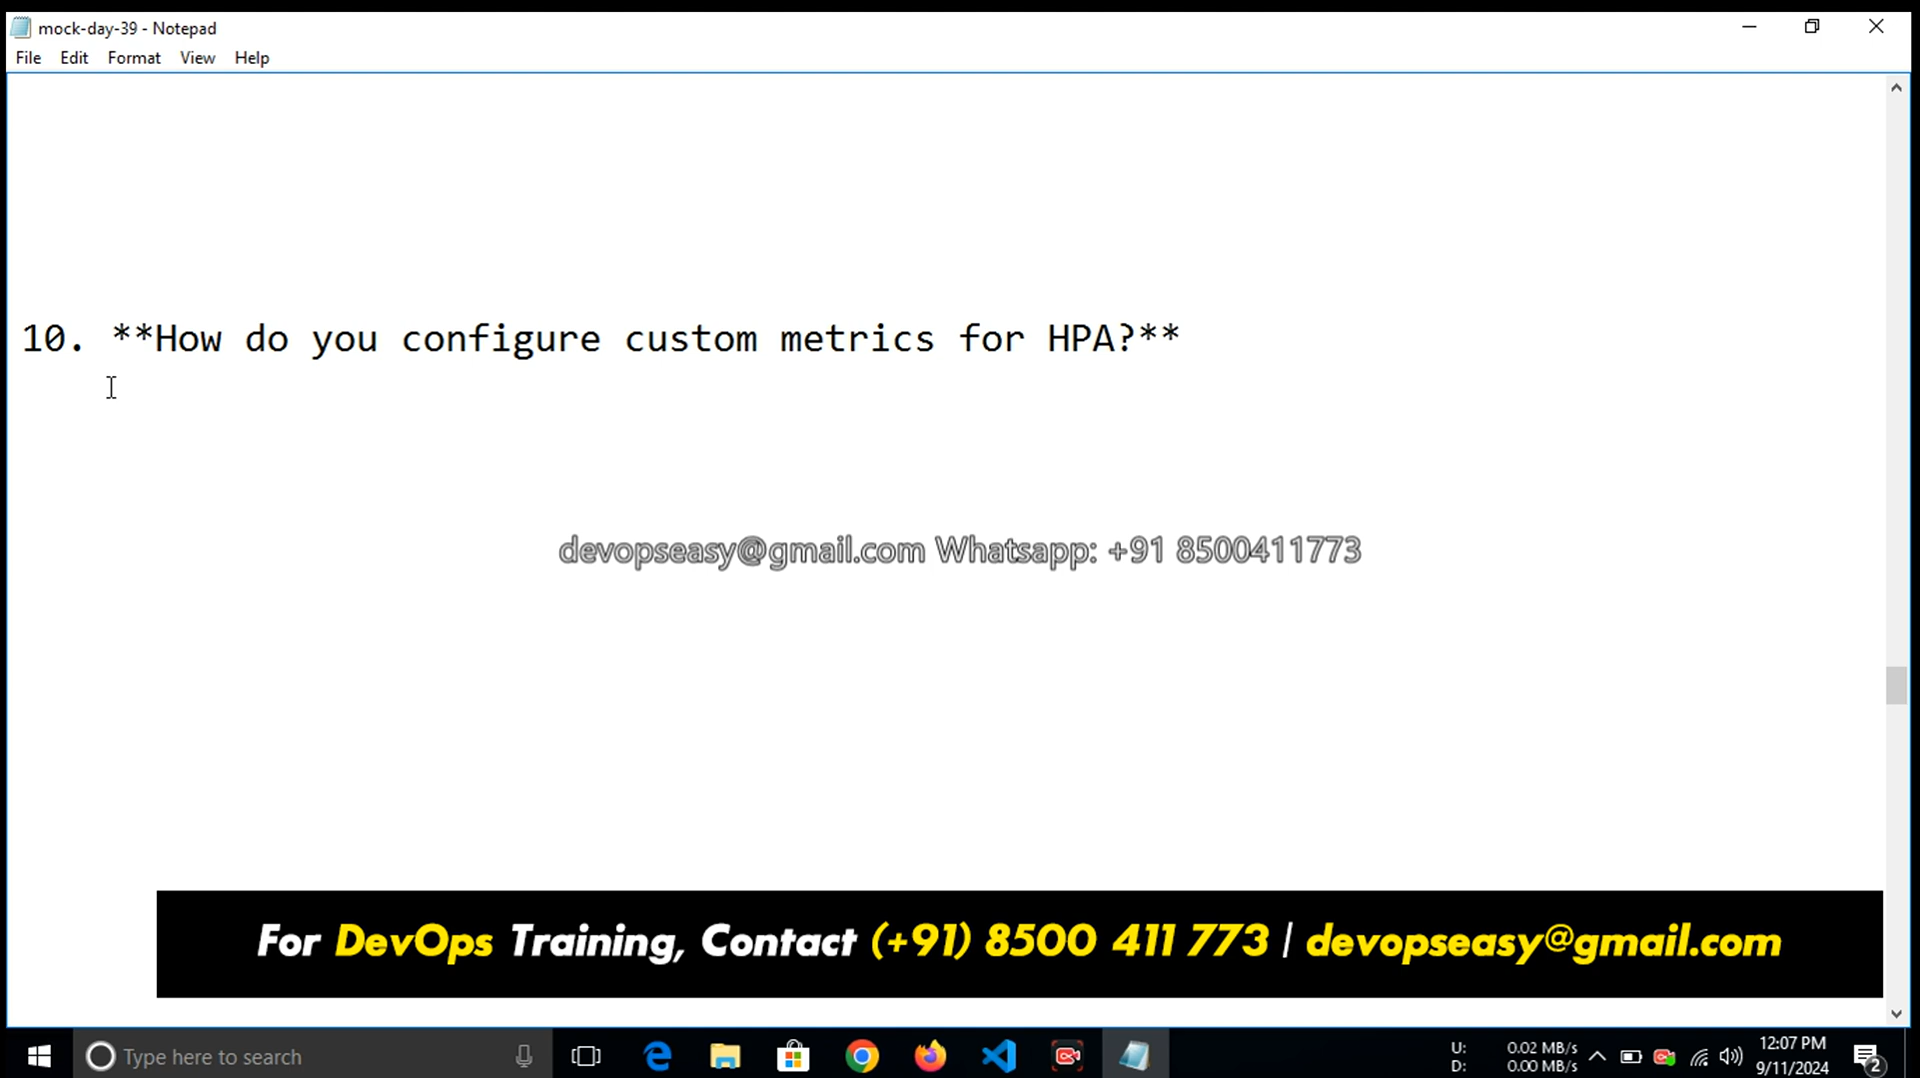 mock-day-39 - Notepad
File Edit Format View Help
10. **How do you configure custom metrics for HPA?**
devopseasy@gmail.com Whatsapp: +91 8500411773
For DevOps Training, Contact (+91) 8500 411 773 | devopseasy@gmail.com
Type here to search
U: 0.02 MB/s
D: 0.00 MB/s
12:07 PM
9/11/2024
2